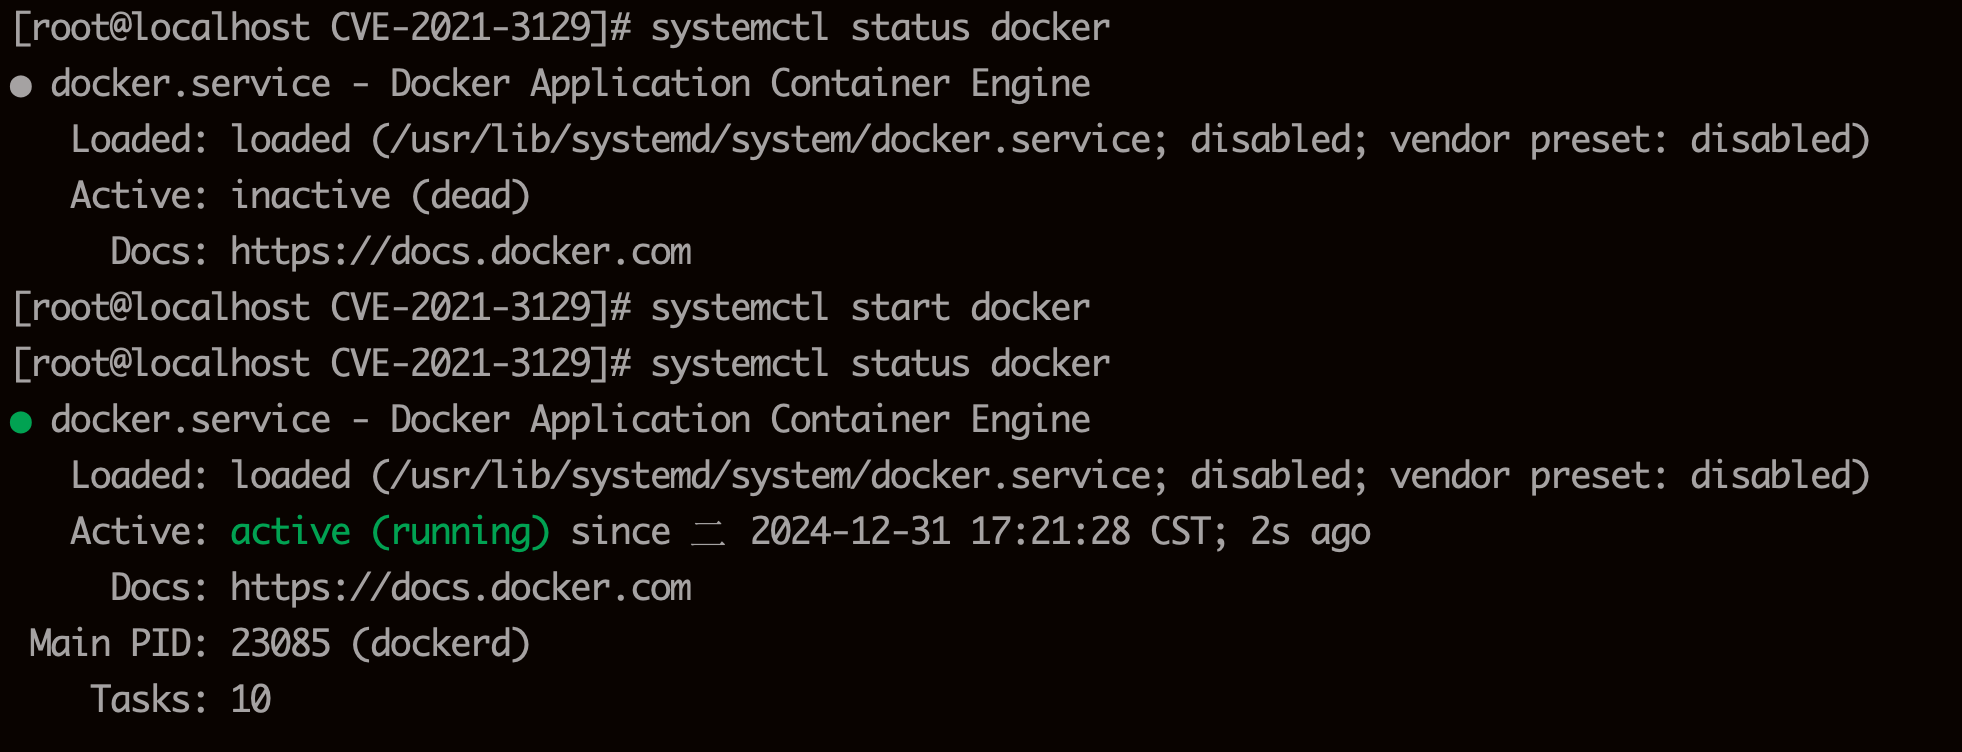 [root@localhost CVE-2021-3129]# systemctl status docker
● docker.service - Docker Application Container Engine
   Loaded: loaded (/usr/lib/systemd/system/docker.service; disabled; vendor preset: disabled)
   Active: inactive (dead)
     Docs: https://docs.docker.com
[root@localhost CVE-2021-3129]# systemctl start docker
[root@localhost CVE-2021-3129]# systemctl status docker
● docker.service - Docker Application Container Engine
   Loaded: loaded (/usr/lib/systemd/system/docker.service; disabled; vendor preset: disabled)
   Active: active (running) since 二 2024-12-31 17:21:28 CST; 2s ago
     Docs: https://docs.docker.com
 Main PID: 23085 (dockerd)
    Tasks: 10